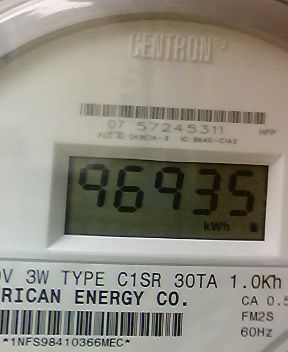 CENTRON®
07 57245311 HPP
96935
kWh
V 3W TYPE C1SR 30TA 1.0Kh
RICAN ENERGY CO. CA 0.5
FM2S
60Hz
*1NFS98410366MEC*